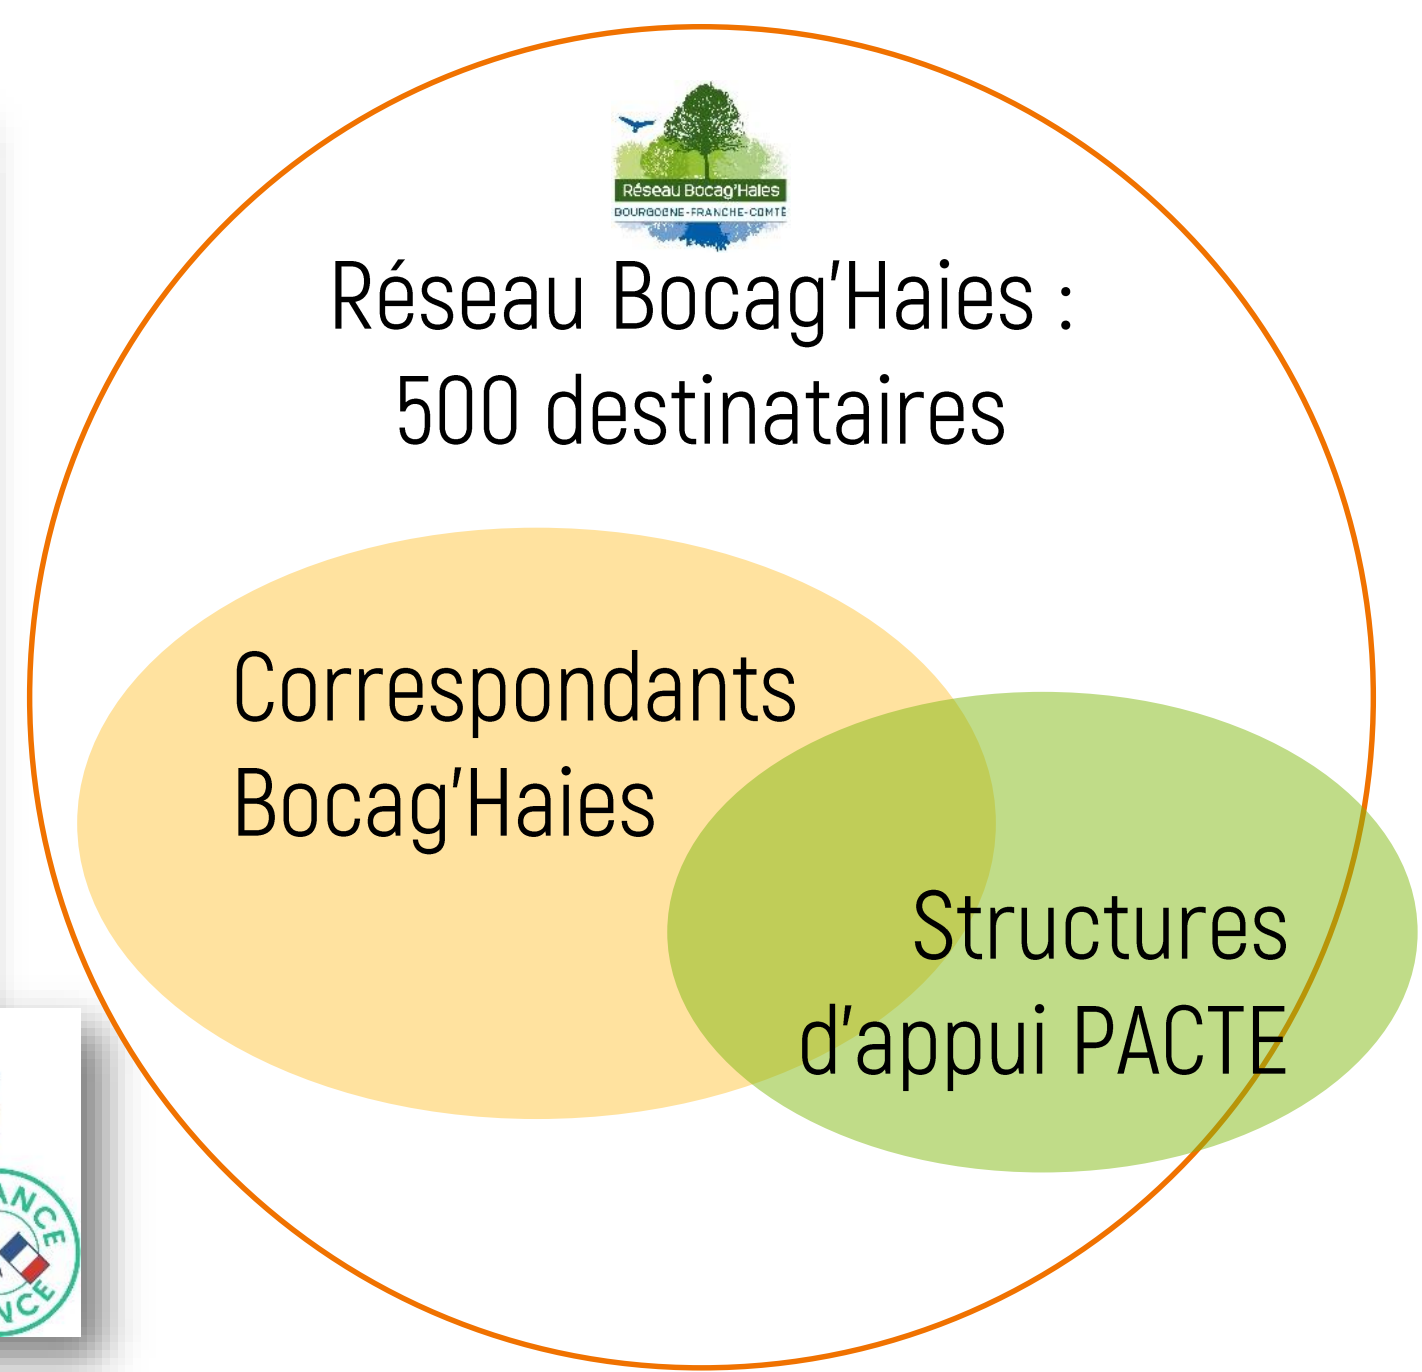 Réseau Bocag'Haies
BOURGOGNE-FRANCHE-COMTÉ
Réseau Bocag'Haies :
500 destinataires
Correspondants
Bocag'Haies
Structures
d'appui PACTE